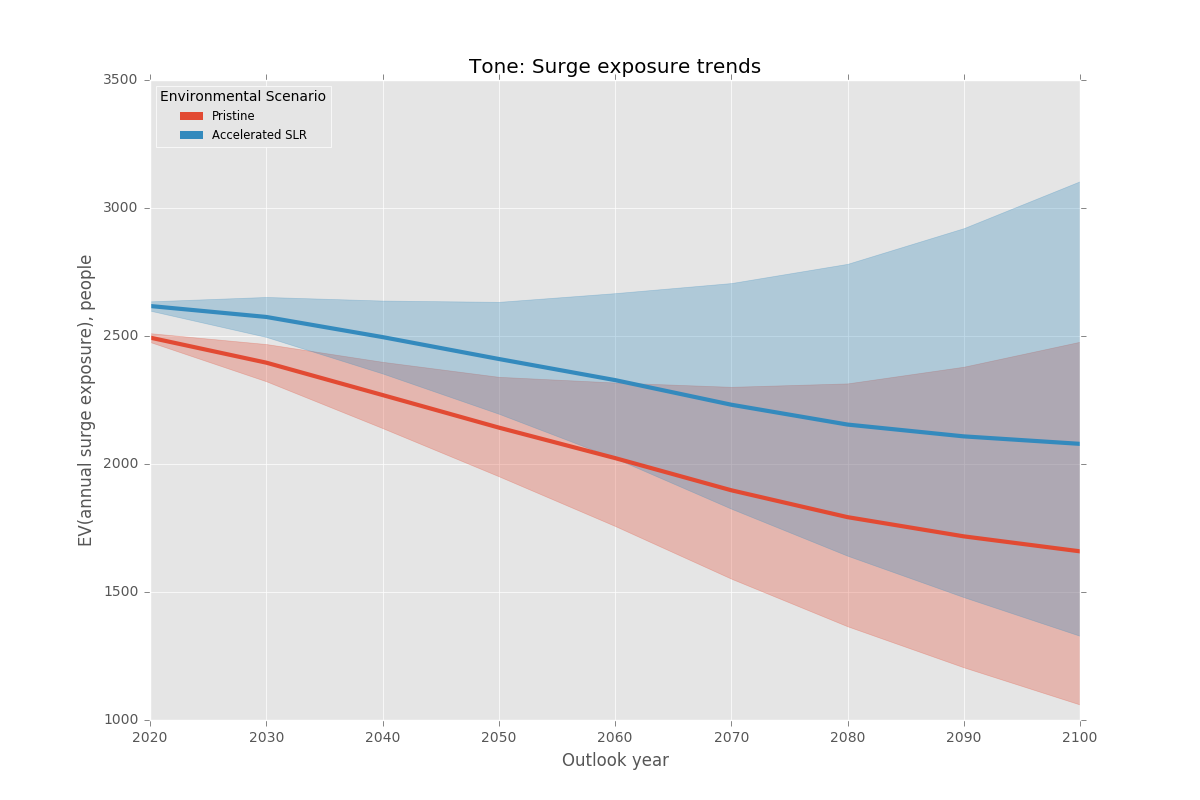 Tone: Surge exposure trends
Environmental Scenario
Pristine
Accelerated SLR
EV(annual surge exposure), people
3500
3000
2500
2000
1500
1000
2020 2030 2040 2050 2060 2070 2080 2090 2100
Outlook year